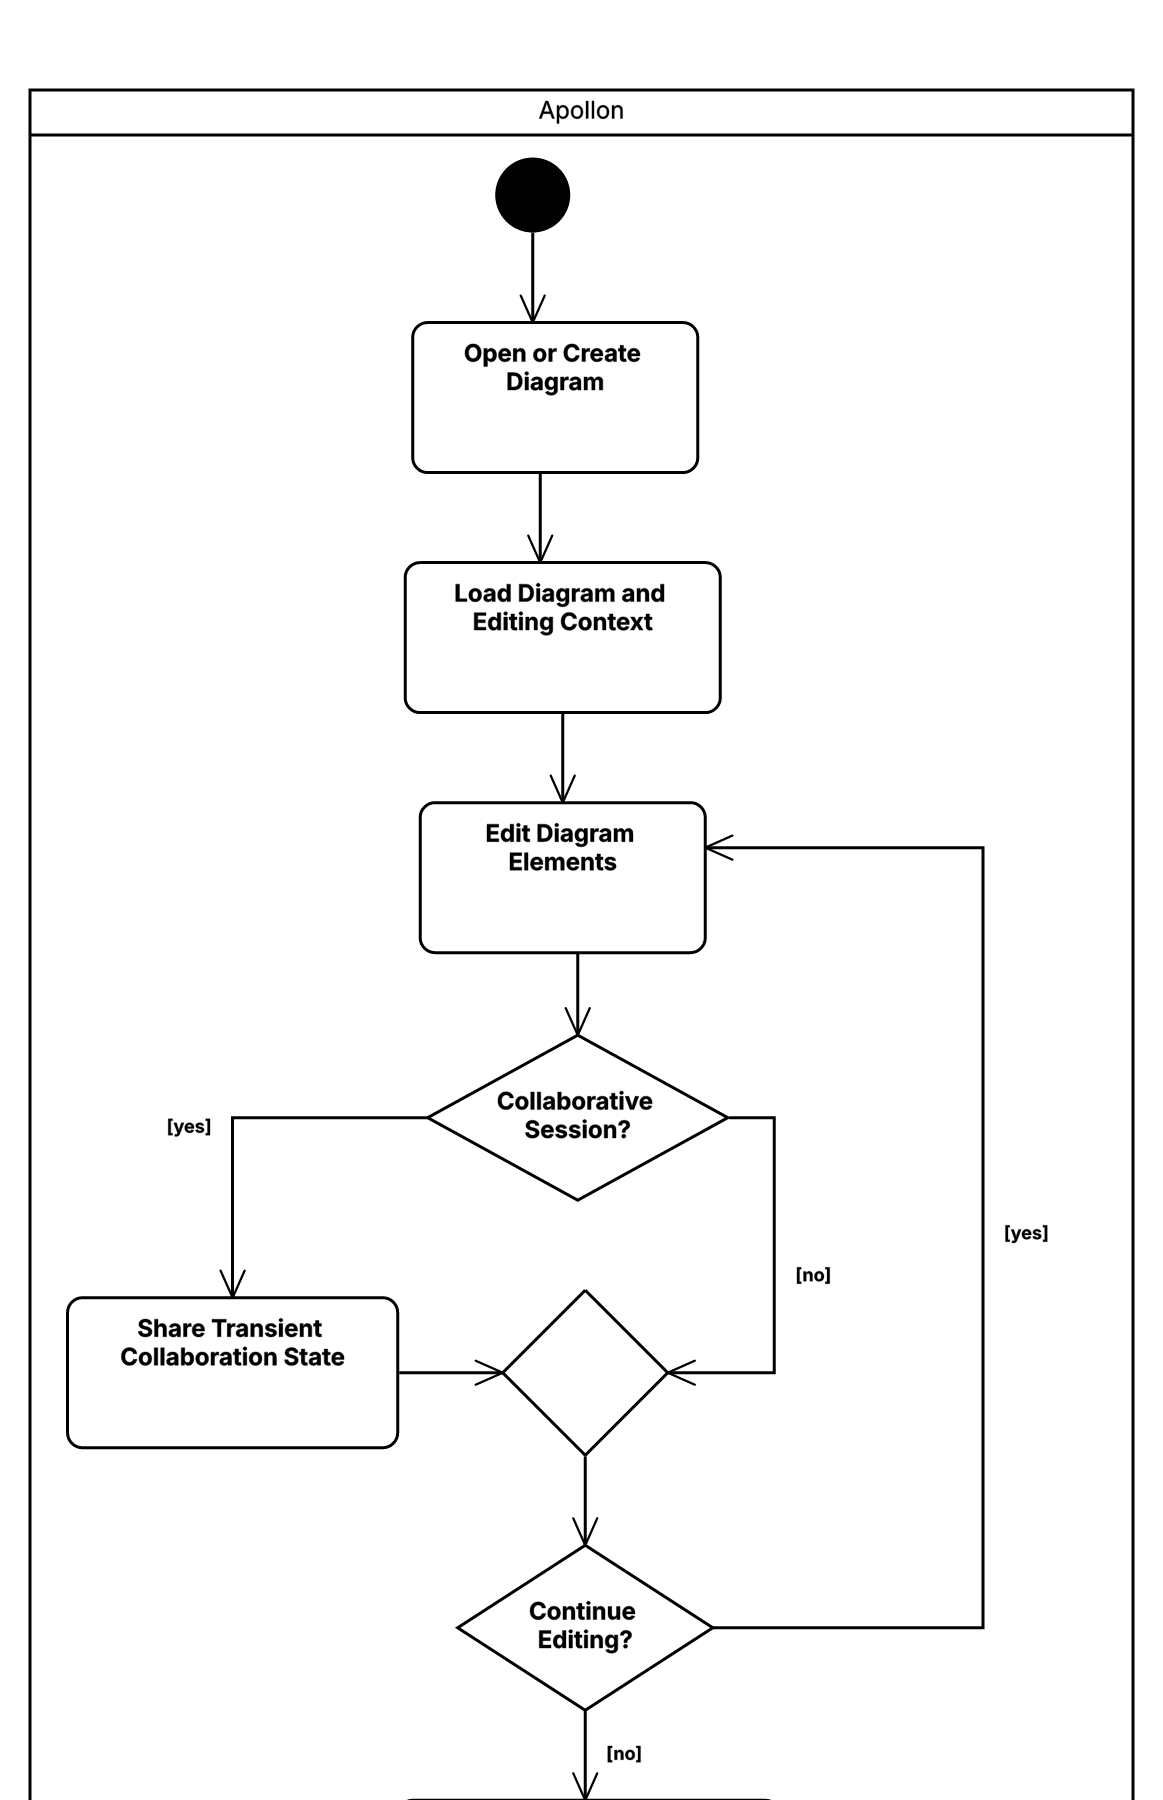 Apollon
Open or Create
Diagram
Load Diagram and
Editing Context
Edit Diagram
Elements
Collaborative
Session?
[yes]
[yes]
[no]
Share Transient
Collaboration State
Continue
Editing?
[no]